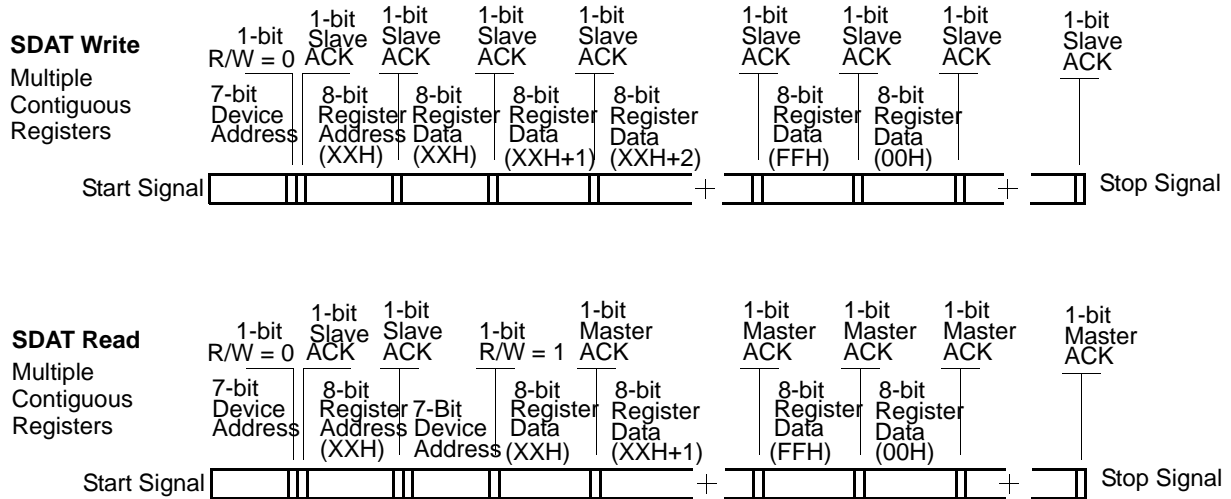 SDAT Write
Multiple
Contiguous
Registers
1-bit
R/W = 0
1-bit
Slave
ACK
1-bit
Slave
ACK
1-bit
Slave
ACK
1-bit
Slave
ACK
1-bit
Slave
ACK
1-bit
Slave
ACK
1-bit
Slave
ACK
1-bit
Slave
ACK
7-bit
Device
Address
8-bit
Register
Address
(XXH)
8-bit
Register
Data
(XXH)
8-bit
Register
Data
(XXH+1)
8-bit
Register
Data
(XXH+2)
8-bit
Register
Data
(FFH)
8-bit
Register
Data
(00H)
Start Signal
Stop Signal
SDAT Read
Multiple
Contiguous
Registers
1-bit
R/W = 0
1-bit
Slave
ACK
1-bit
Slave
ACK
1-bit
R/W = 1
1-bit
Master
ACK
1-bit
Master
ACK
1-bit
Master
ACK
1-bit
Master
ACK
1-bit
Master
ACK
7-bit
Device
Address
8-bit
Register
Address
(XXH)
7-Bit
Device
Address
8-bit
Register
Data
(XXH)
8-bit
Register
Data
(XXH+1)
8-bit
Register
Data
(FFH)
8-bit
Register
Data
(00H)
Start Signal
Stop Signal